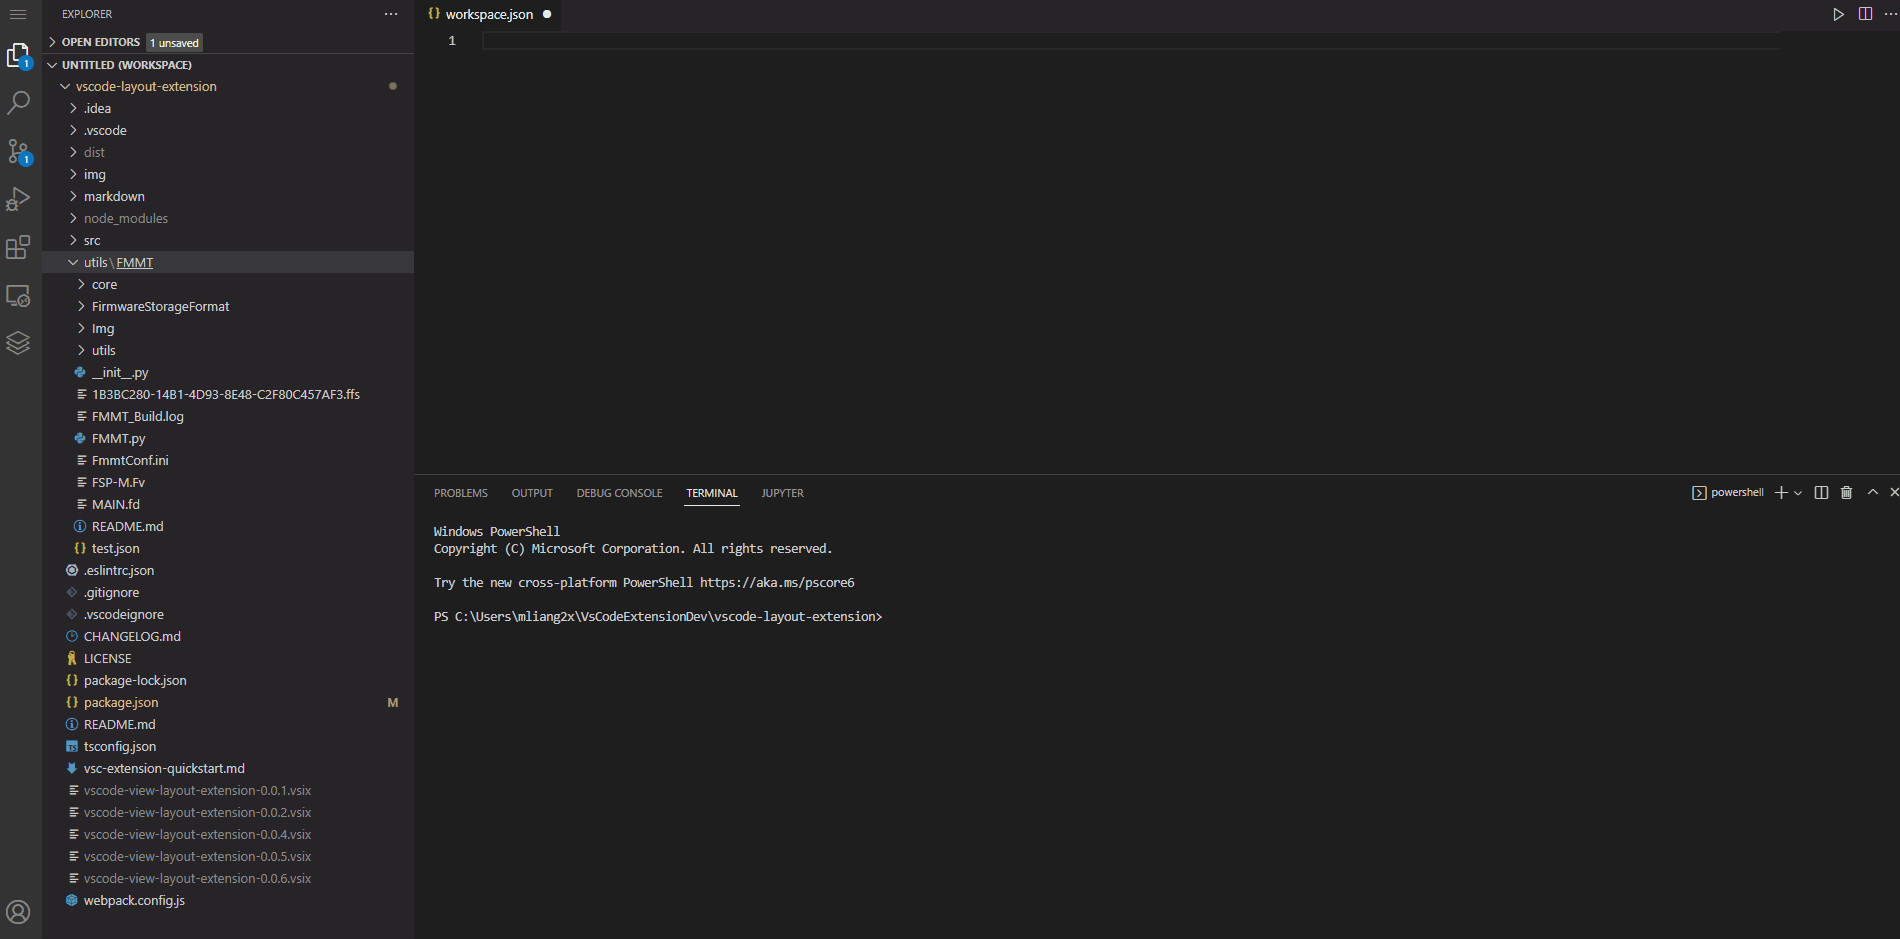 EXPLORER
OPEN EDITORS 1 unsaved
UNTITLED (WORKSPACE)
vscode-layout-extension
.idea
.vscode
dist
img
markdown
node_modules
src
utils\FMMT
core
FirmwareStorageFormat
Img
utils
__init__.py
1B3BC280-14B1-4D93-8E48-C2F80C457AF3.ffs
FMMT_Build.log
FMMT.py
FmmtConf.ini
FSP-M.Fv
MAIN.fd
README.md
test.json
.eslintrc.json
.gitignore
.vscodeignore
CHANGELOG.md
LICENSE
package-lock.json
package.json M
README.md
tsconfig.json
vsc-extension-quickstart.md
vscode-view-layout-extension-0.0.1.vsix
vscode-view-layout-extension-0.0.2.vsix
vscode-view-layout-extension-0.0.4.vsix
vscode-view-layout-extension-0.0.5.vsix
vscode-view-layout-extension-0.0.6.vsix
webpack.config.js
1
1
workspace.json
1
PROBLEMS OUTPUT DEBUG CONSOLE TERMINAL JUPYTER
powershell
Windows PowerShell
Copyright (C) Microsoft Corporation. All rights reserved.
Try the new cross-platform PowerShell https://aka.ms/pscore6
PS C:\Users\mliang2x\VsCodeExtensionDev\vscode-layout-extension>